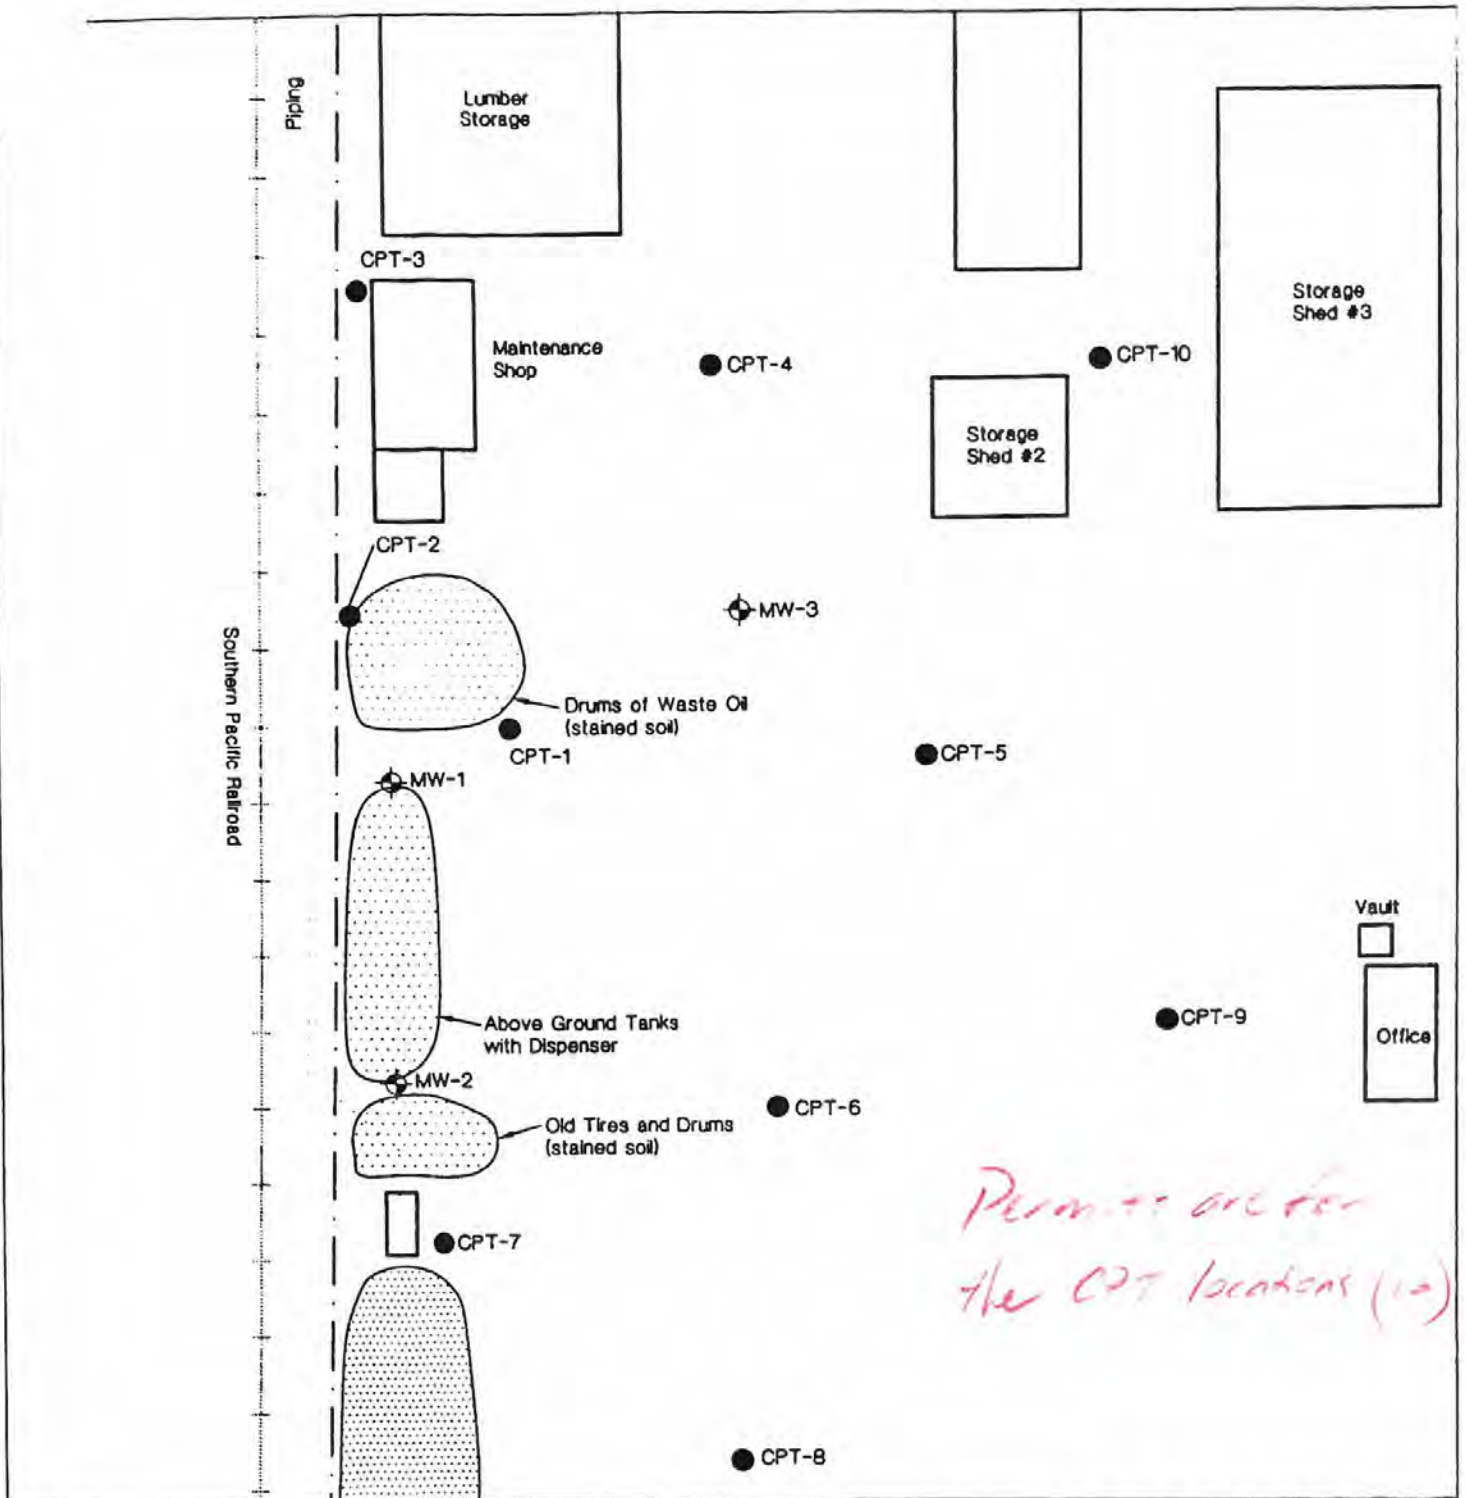 Piping
Lumber
Storage
CPT-3
Maintenance
Shop
CPT-4
CPT-10
Storage
Shed #3
Storage
Shed #2
CPT-2
MW-3
Southern Pacific Railroad
Drums of Waste Oil
(stained soil)
CPT-1
CPT-5
MW-1
Vault
Above Ground Tanks
with Dispenser
CPT-9
Office
MW-2
CPT-6
Old Tires and Drums
(stained soil)
Permits are for
the CPT locations (10)
CPT-7
CPT-8